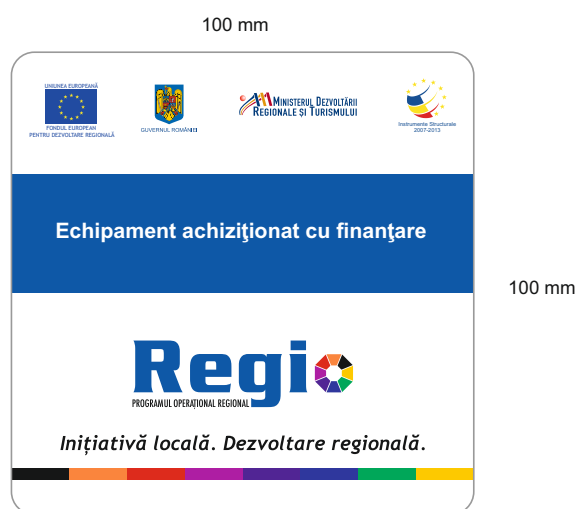 100 mm
UNIUNEA EUROPEANĂ
FONDUL EUROPEAN
PENTRU DEZVOLTARE REGIONALĂ
GUVERNUL ROMÂNIEI
MINISTERUL DEZVOLTĂRII
REGIONALE ȘI TURISMULUI
Instrumente Structurale
2007-2013
Echipament achiziţionat cu finanţare
100 mm
Regio
PROGRAMUL OPERAȚIONAL REGIONAL
Inițiativă locală. Dezvoltare regională.